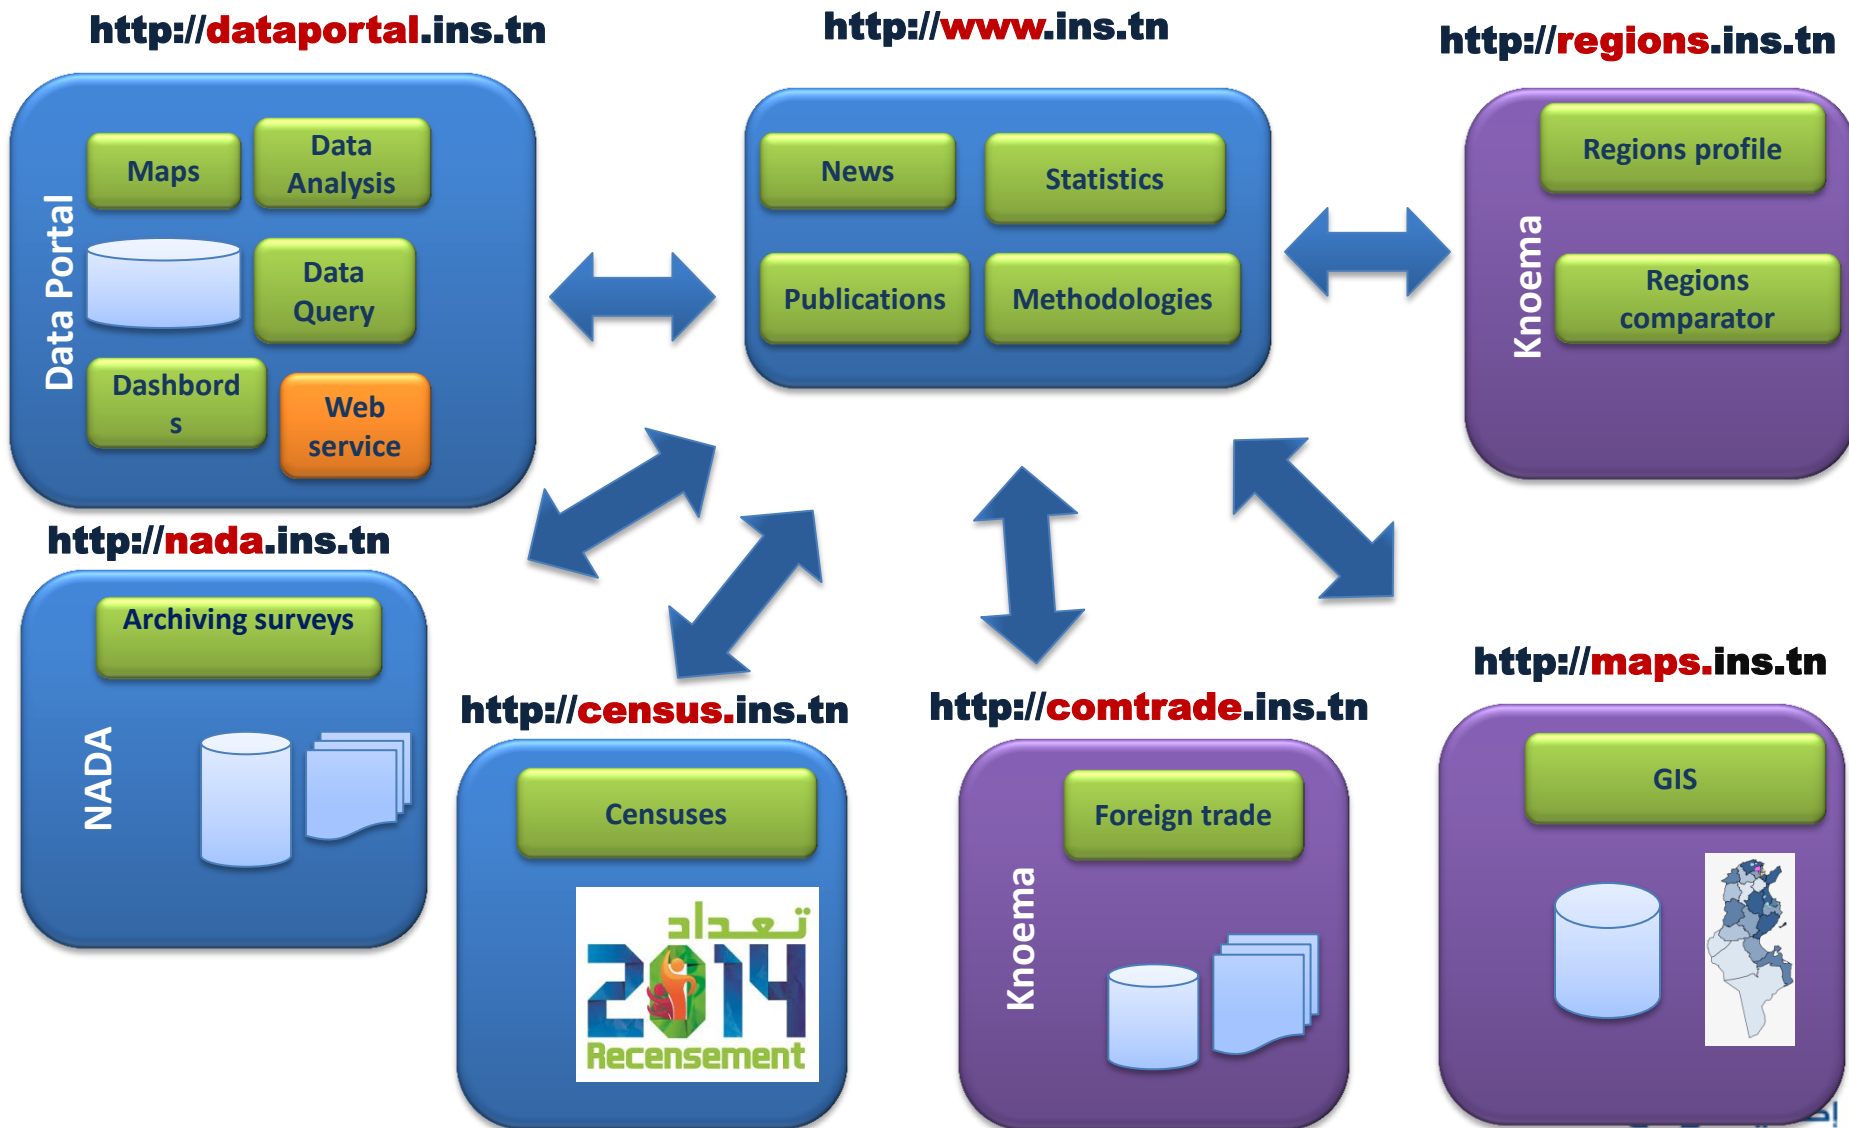 http://dataportal.ins.tn
http://www.ins.tn
http://regions.ins.tn
Data Portal
Maps
Data
Analysis
Data
Query
Dashbord
s
Web
service
News
Statistics
Publications
Methodologies
Knoema
Regions profile
Regions
comparator
http://nada.ins.tn
NADA
Archiving surveys
http://census.ins.tn
Censuses
تعداد
2014
Recensement
http://comtrade.ins.tn
Knoema
Foreign trade
http://maps.ins.tn
GIS